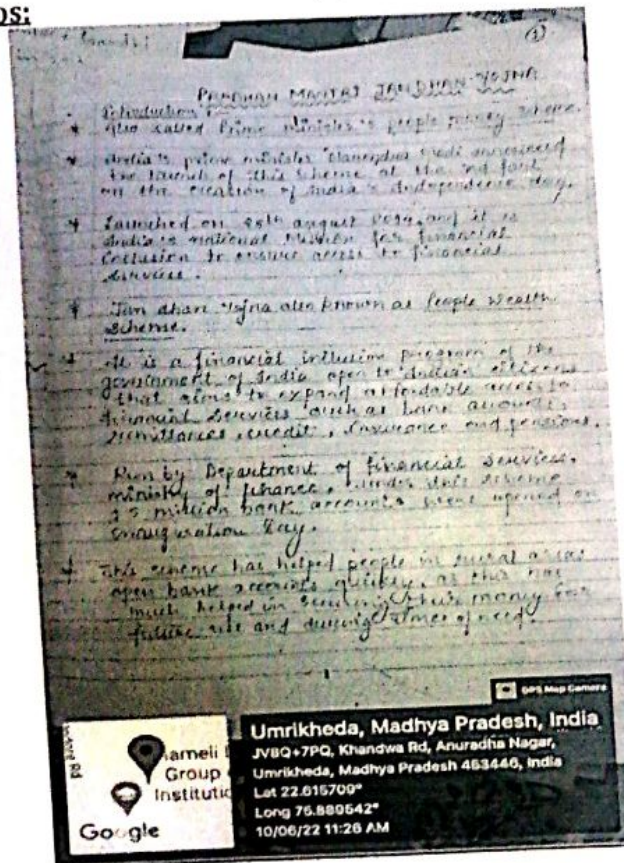 os:
①
PRADHAN MANTRI JANDHAN YOJNA
Introduction :
* Also called Prime minister's people money scheme.
* India's prime minister Narendra Modi announced
the launch of this scheme at the red fort
on the of India's Independence day.
* Launched on 28th august 2014 and it is
India's national Mission for financial
to ensure access to financial
services.
* Jan dhan Yojna also known as People Wealth
Scheme.
* It is a financial inclusion program of the
government of India open to Indian citizens
that aims to expand affordable access to
financial services such as bank accounts,
remittances, credit, insurance and pensions.
* Run by Department of financial services,
ministry of finance, under this scheme
1.5 million bank accounts were opened on
inauguration day.
* This scheme has helped people in rural areas
open bank accounts quickly, as this has
much helped in securing their money for
future use and during times of need.
GPS Map Camera
Indore Rd
ameli
Group
Institutio
Google
Umrikheda, Madhya Pradesh, India
JV8Q+7PQ, Khandwa Rd, Anuradha Nagar,
Umrikheda, Madhya Pradesh 453446, India
Lat 22.615709°
Long 75.889542°
10/06/22 11:26 AM